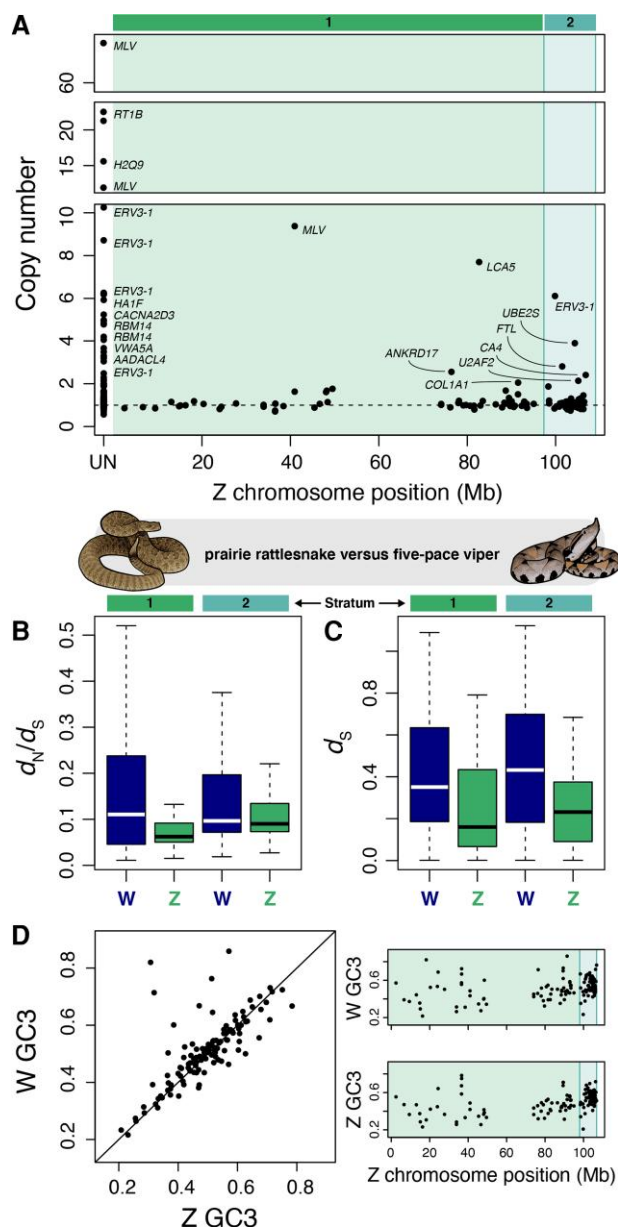 A
1 2
MLV
60
RT1B
20
H2Q9
15
MLV
Copy number
10
ERV3-1
MLV
8
ERV3-1
LCA5
6
ERV3-1
ERV3-1
HA1F
UBE2S
CACNA2D3
FTL
4
RBM14
RBM14
CA4
VWA5A
ANKRD17
U2AF2
AADACL4
2
ERV3-1
COL1A1
0
UN 20 40 60 80 100
Z chromosome position (Mb)
prairie rattlesnake versus five-pace viper
1 2 Stratum 1 2
B
dN/dS
0.5
0.4
0.3
0.2
0.1
0.0
W Z W Z
C
dS
0.8
0.4
0
W Z W Z
D
W GC3
0.8
0.6
0.4
0.2
0.2 0.4 0.6 0.8
Z GC3
W GC3
0.6
0.4
0.2
Z GC3
0.6
0.4
0.2
0 20 40 60 80 100
Z chromosome position (Mb)